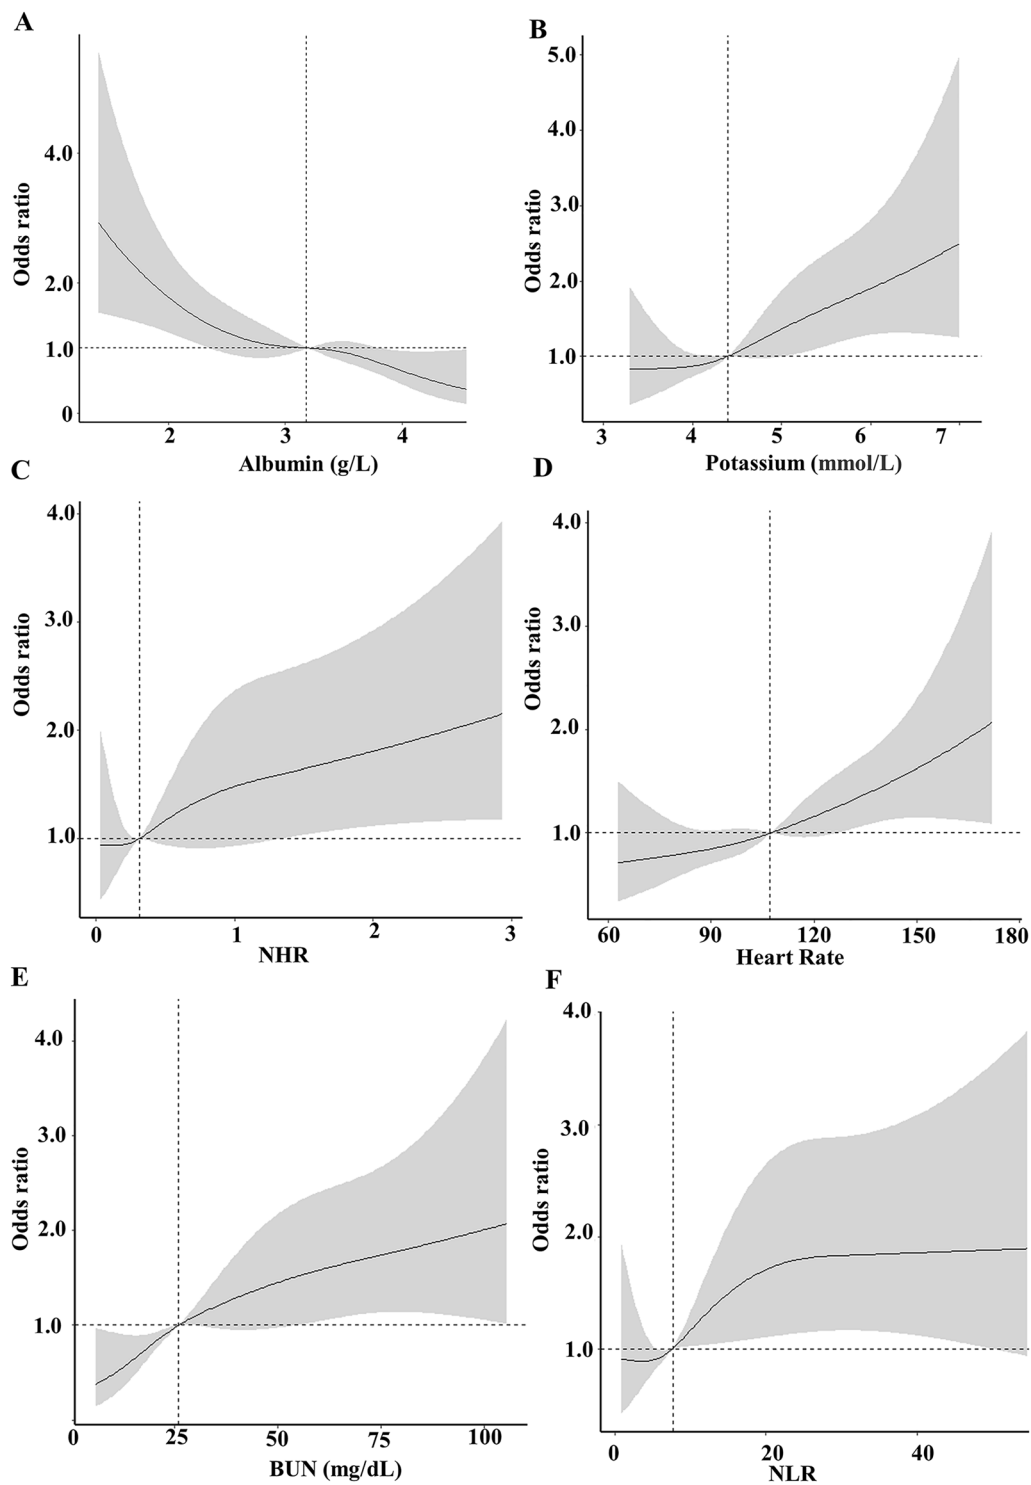 A
Odds ratio
4.0
2.0
1.0
0
2 3 4
Albumin (g/L)
B
Odds ratio
5.0
4.0
3.0
2.0
1.0
3 4 5 6 7
Potassium (mmol/L)
C
Odds ratio
4.0
3.0
2.0
1.0
0 1 2 3
NHR
D
Odds ratio
4.0
3.0
2.0
1.0
60 90 120 150 180
Heart Rate
E
Odds ratio
4.0
3.0
2.0
1.0
0 25 50 75 100
BUN (mg/dL)
F
Odds ratio
4.0
3.0
2.0
1.0
0 20 40
NLR